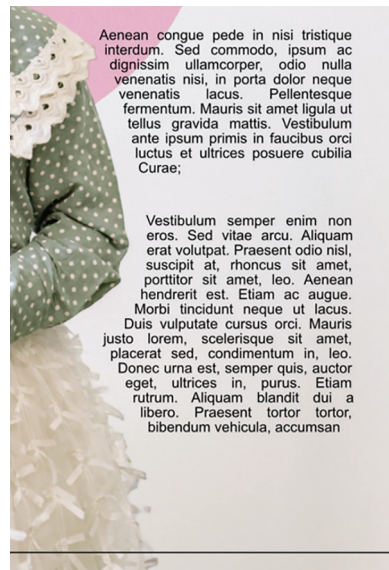 Aenean congue pede in nisi tristique
interdum. Sed commodo, ipsum ac
dignissim ullamcorper, odio nulla
venenatis nisi, in porta dolor neque
venenatis lacus. Pellentesque
fermentum. Mauris sit amet ligula ut
tellus gravida mattis. Vestibulum
ante ipsum primis in faucibus orci
luctus et ultrices posuere cubilia
Curae;
Vestibulum semper enim non
eros. Sed vitae arcu. Aliquam
erat volutpat. Praesent odio nisl,
suscipit at, rhoncus sit amet,
porttitor sit amet, leo. Aenean
hendrerit est. Etiam ac augue.
Morbi tincidunt neque ut lacus.
Duis vulputate cursus orci. Mauris
justo lorem, scelerisque sit amet,
placerat sed, condimentum in, leo.
Donec urna est, semper quis, auctor
eget, ultrices in, purus. Etiam
rutrum. Aliquam blandit dui a
libero. Praesent tortor tortor,
bibendum vehicula, accumsan